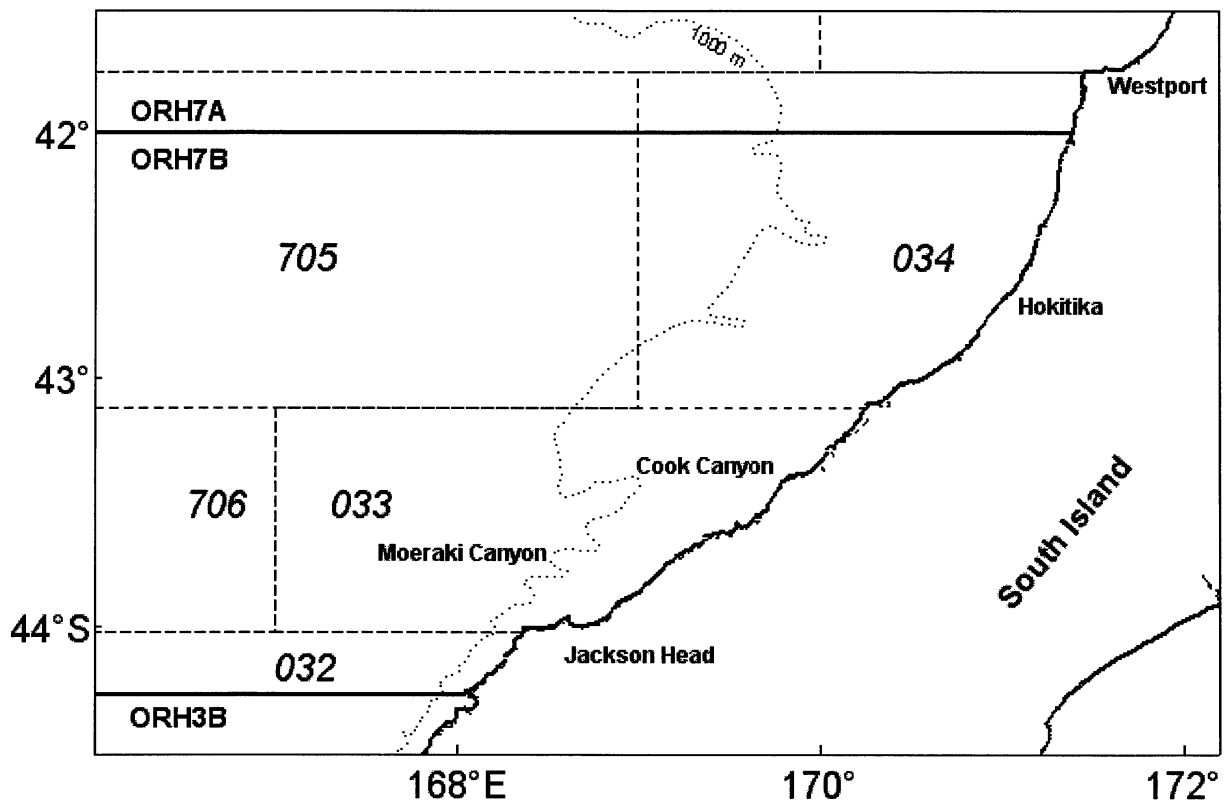 1000 m
Westport
ORH7A
42°
ORH7B
705
034
Hokitika
43°
Cook Canyon
706
033
Moeraki Canyon
South Island
44°S
Jackson Head
032
ORH3B
168°E
170°
172°